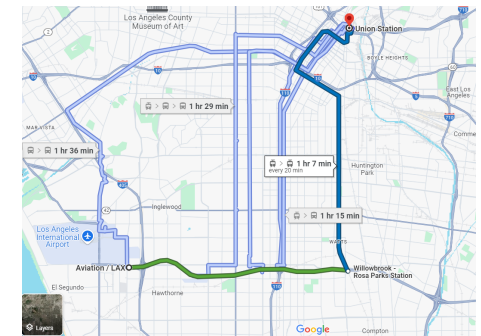 Los Angeles County
Museum of Art
Union Station
BOYLE HEIGHTS
East Los
Angeles
MAR VISTA
1 hr 29 min
Comme
1 hr 36 min
1 hr 7 min
every 20 min
Huntington
Park
Inglewood
1 hr 15 min
Los Angeles
International
Airport
WATTS
Aviation / LAX
Willowbrook -
Rosa Parks Station
El Segundo
Hawthorne
Layers
Google
Compton